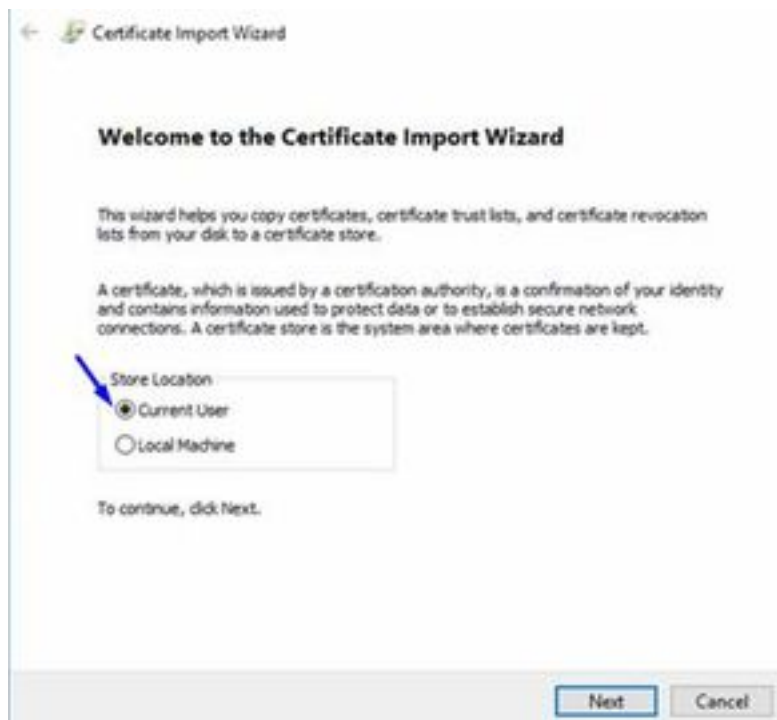 Certificate Import Wizard
Welcome to the Certificate Import Wizard
This wizard helps you copy certificates, certificate trust lists, and certificate revocation
lists from your disk to a certificate store.
A certificate, which is issued by a certification authority, is a confirmation of your identity
and contains information used to protect data or to establish secure network
connections. A certificate store is the system area where certificates are kept.
Store Location
Current User
Local Machine
To continue, click Next.
Next
Cancel